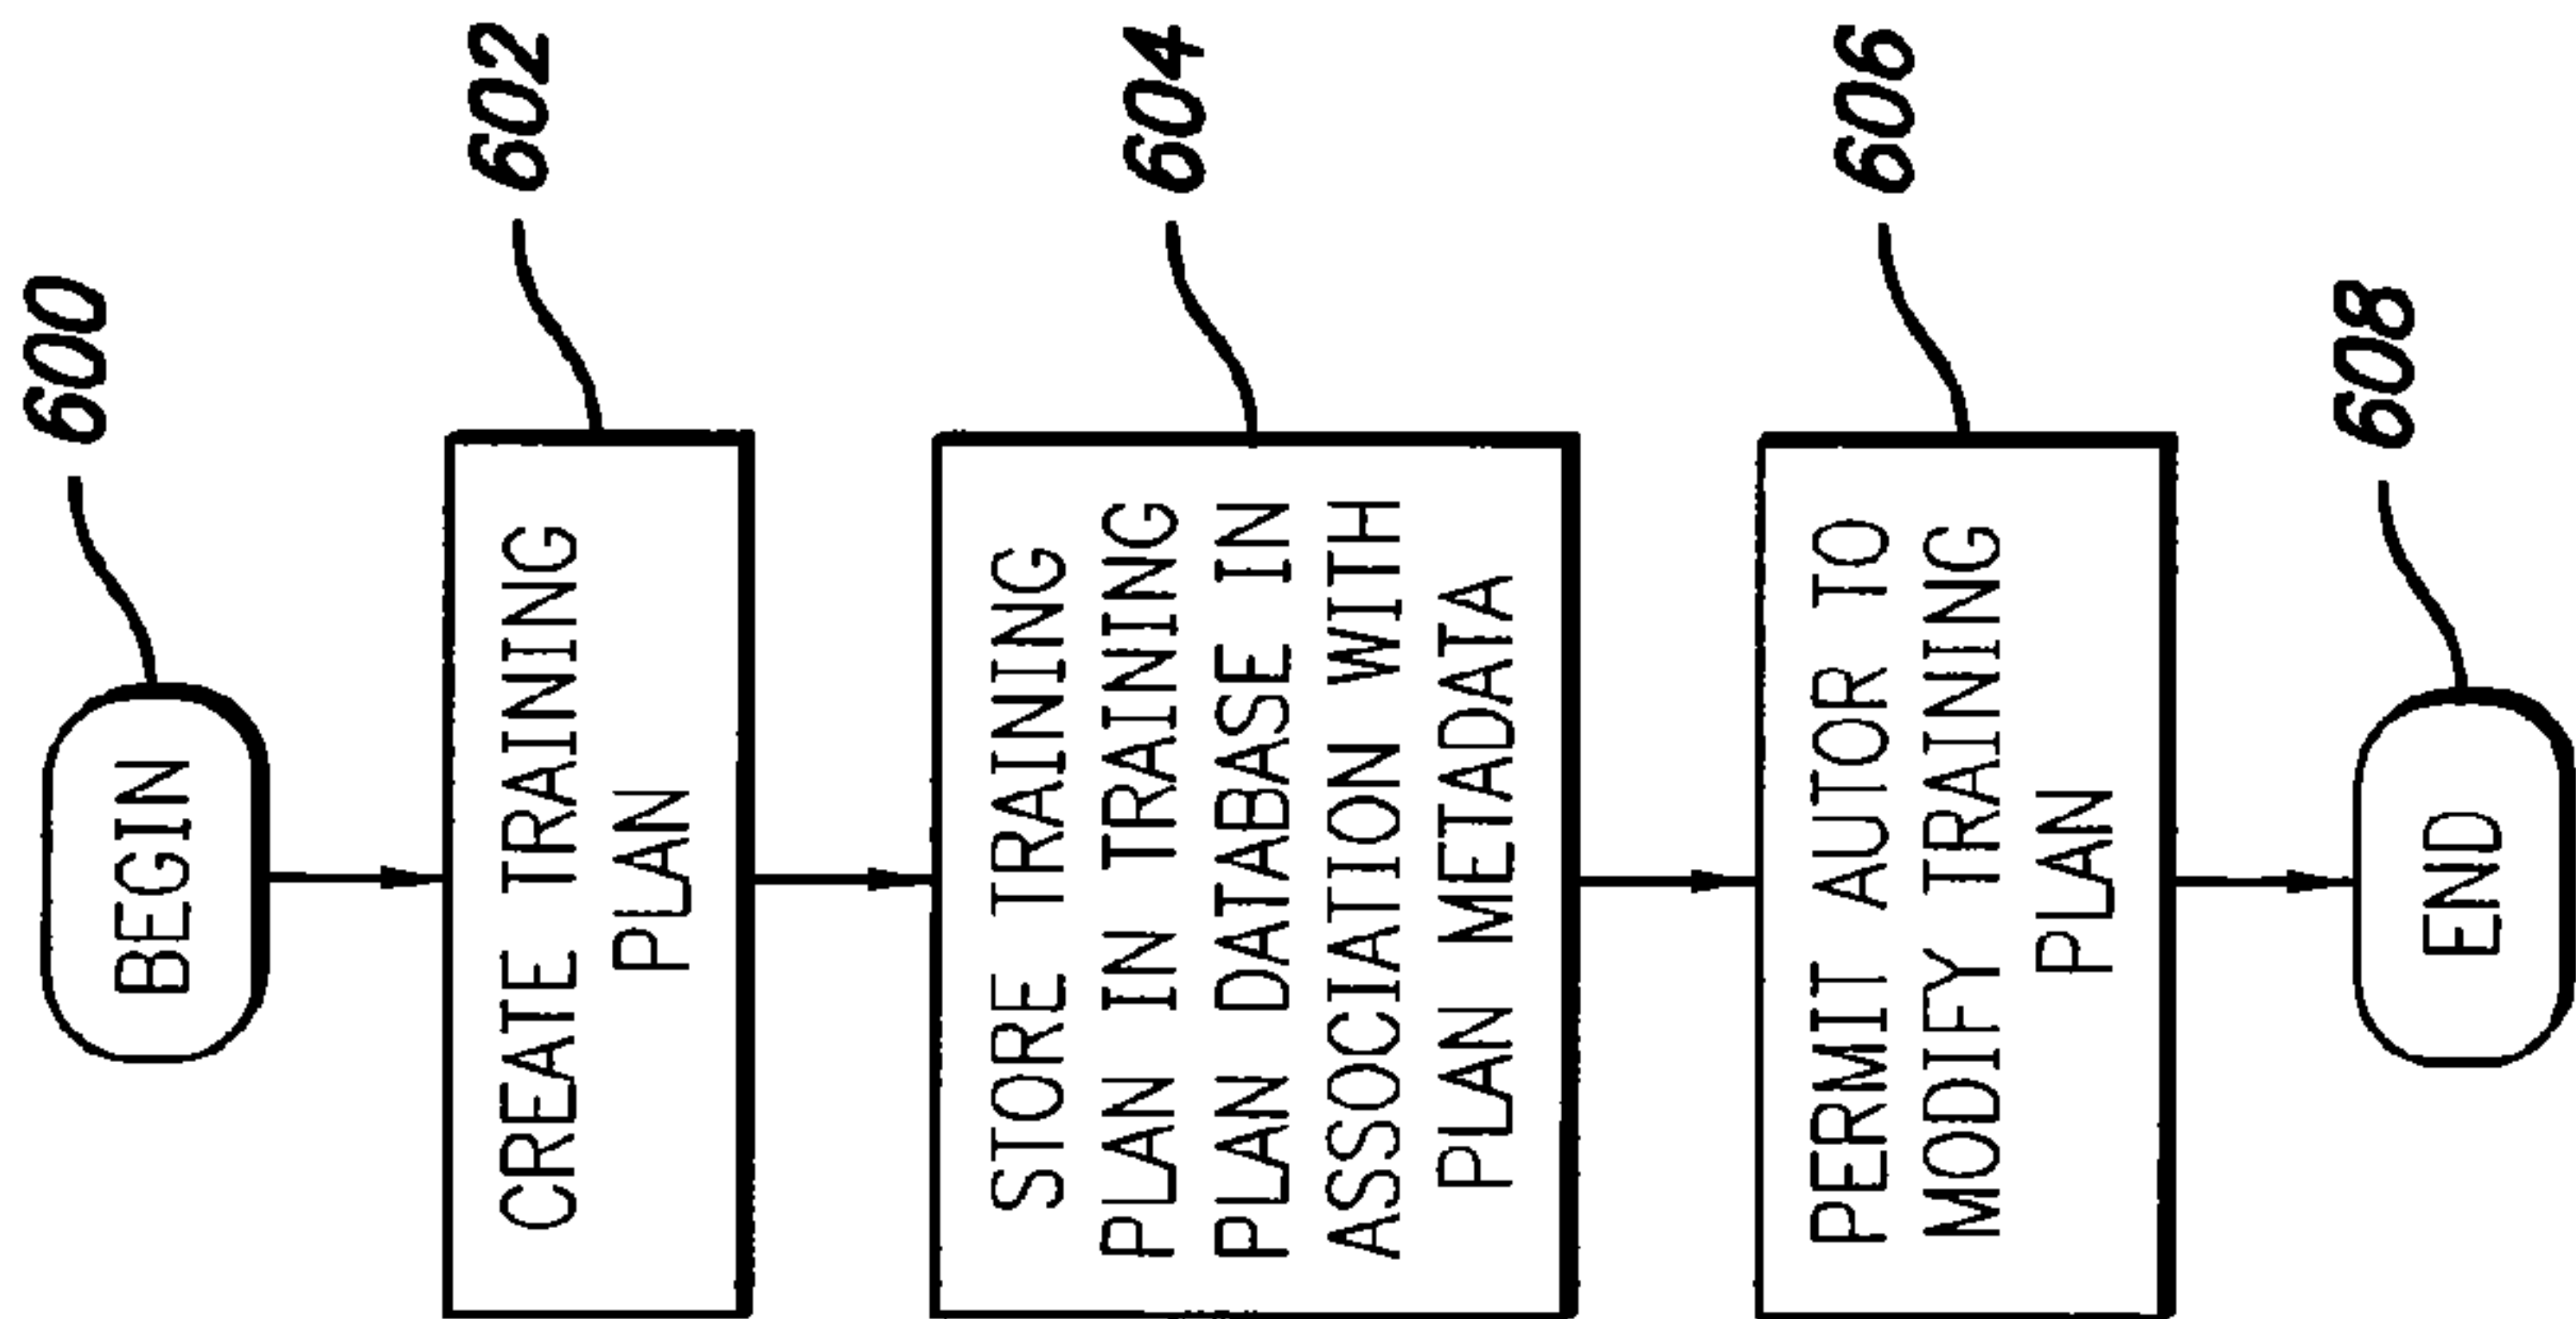 600
BEGIN
602
CREATE TRAINING
PLAN
604
STORE TRAINING
PLAN IN TRAINING
PLAN DATABASE IN
ASSOCIATION WITH
PLAN METADATA
606
PERMIT AUTOR TO
MODIFY TRAINING
PLAN
608
END